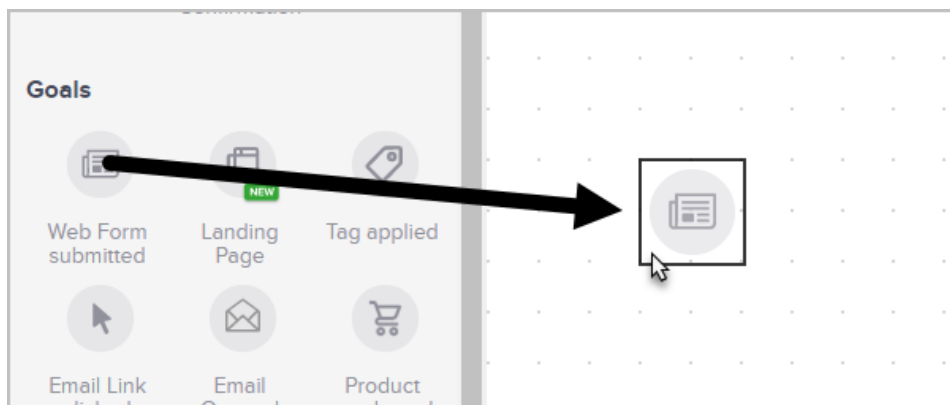 Goals
NEW
Web Form
submitted
Landing
Page
Tag applied
Email Link
Email
Product